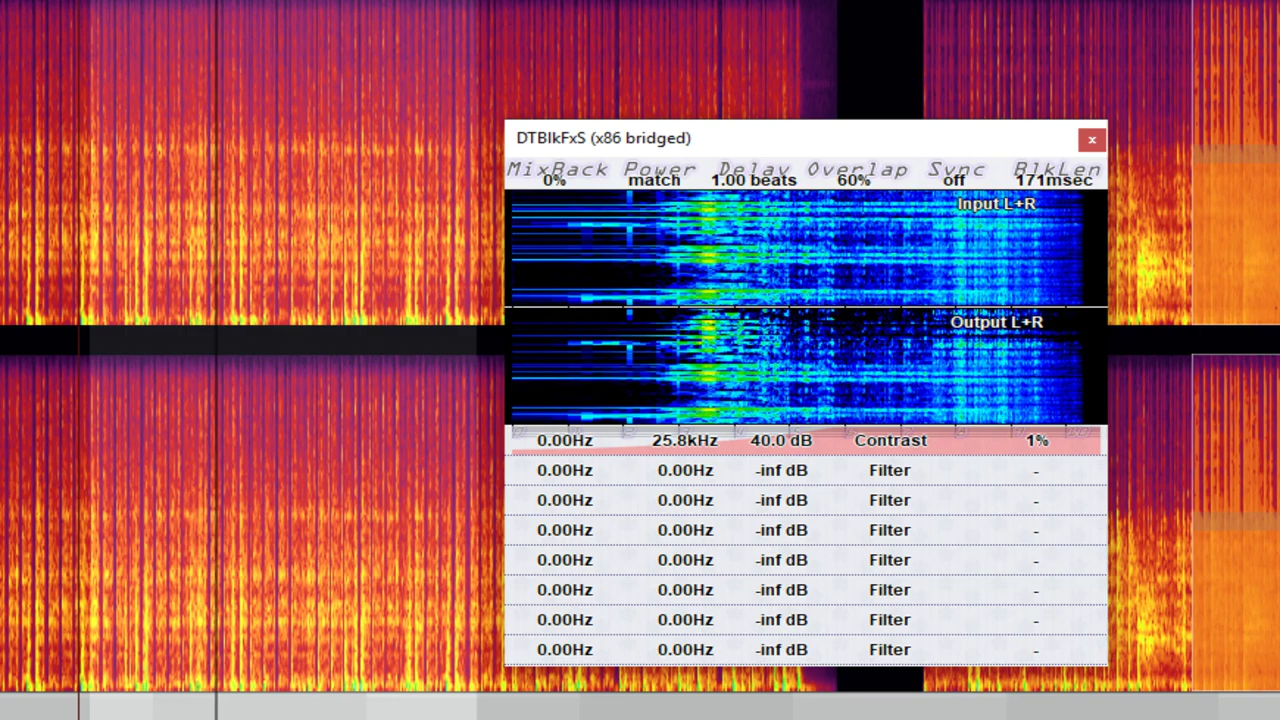 DTBlkFxS (x86 bridged)
x
MixBack Power Delay Overlap Sync BlkLen
0% match 1.00 beats 60% off 171msec
Input L+R
Output L+R
0.00Hz 25.8kHz 40.0 dB Contrast 1%
0.00Hz 0.00Hz -inf dB Filter -
0.00Hz 0.00Hz -inf dB Filter -
0.00Hz 0.00Hz -inf dB Filter -
0.00Hz 0.00Hz -inf dB Filter -
0.00Hz 0.00Hz -inf dB Filter -
0.00Hz 0.00Hz -inf dB Filter -
0.00Hz 0.00Hz -inf dB Filter -